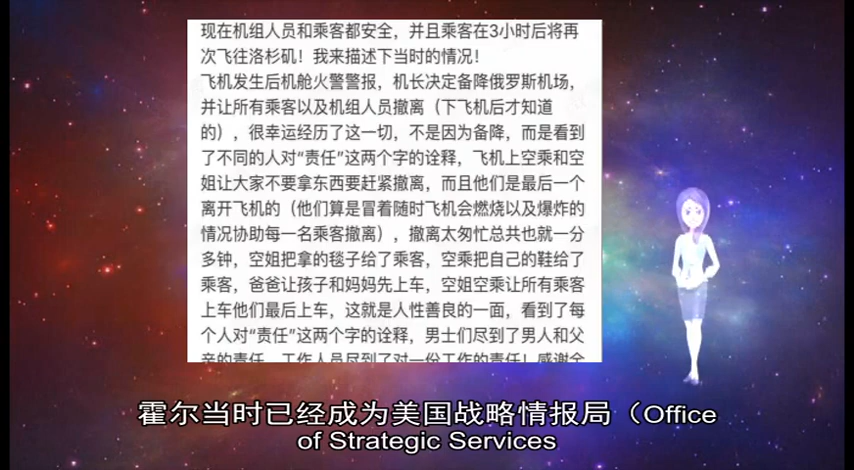 现在机组人员和乘客都安全，并且乘客在3小时后将再
次飞往洛杉矶！我来描述下当时的情况！
飞机发生后机舱火警警报，机长决定备降俄罗斯机场，
并让所有乘客以及机组人员撤离（下飞机后才知道
的），很幸运经历了这一切，不是因为备降，而是看到
了不同的人对“责任”这两个字的诠释，飞机上空乘和空
姐让大家不要拿东西要赶紧撤离，而且他们是最后一个
离开飞机的（他们算是冒着随时飞机会燃烧以及爆炸的
情况协助每一名乘客撤离），撤离太匆忙总共也就一分
多钟，空姐把拿的毯子给了乘客，空乘把自己的鞋给了
乘客，爸爸让孩子和妈妈先上车，空姐空乘让所有乘客
上车他们最后上车，这就是人性善良的一面，看到了每
个人对“责任”这两个字的诠释，男士们尽到了男人和父
亲的责任，工作人员尽到了对一份工作的责任！感谢全
霍尔当时已经成为美国战略情报局（Office
of Strategic Services